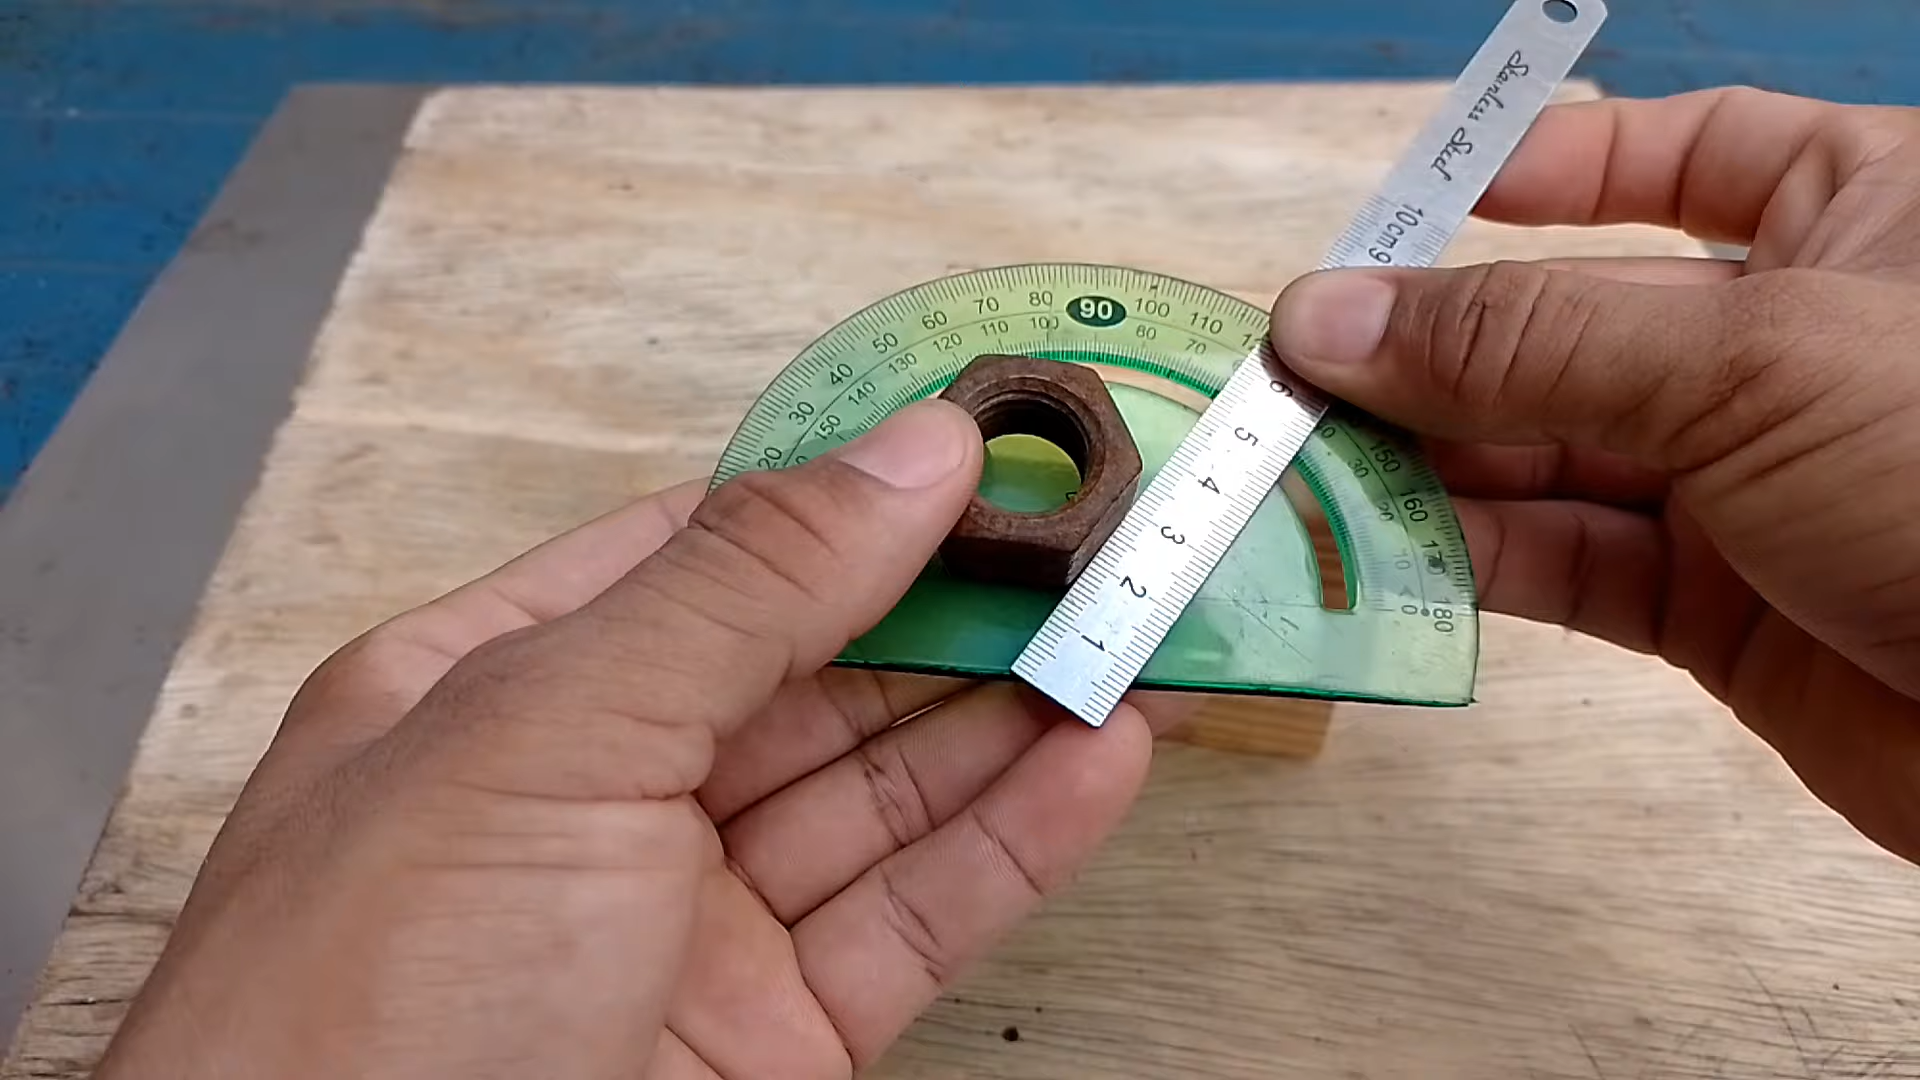 Stainless Steel
10cm 9
6
5
4
3
2
1
20 30 40 50 60 70 80 90 100 110
150 140 130 120 110 100 80 70
150 160 170 180
30 20 10 0